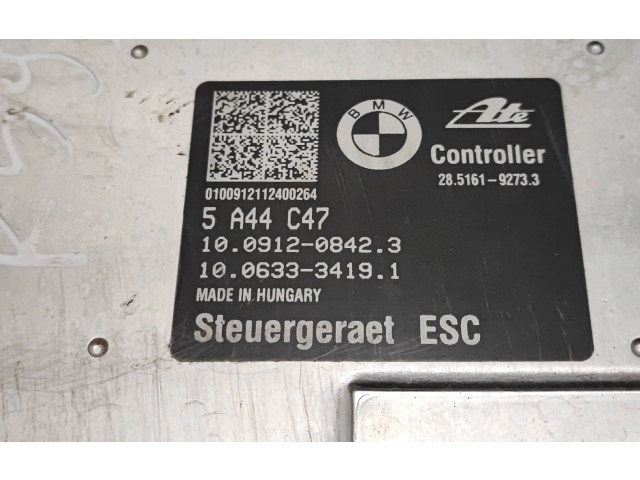 BMW
Ate
Controller
28.5161-9273.3
0100912112400264
5 A44 C47
10.0912-0842.3
10.0633-3419.1
MADE IN HUNGARY
Steuergeraet ESC